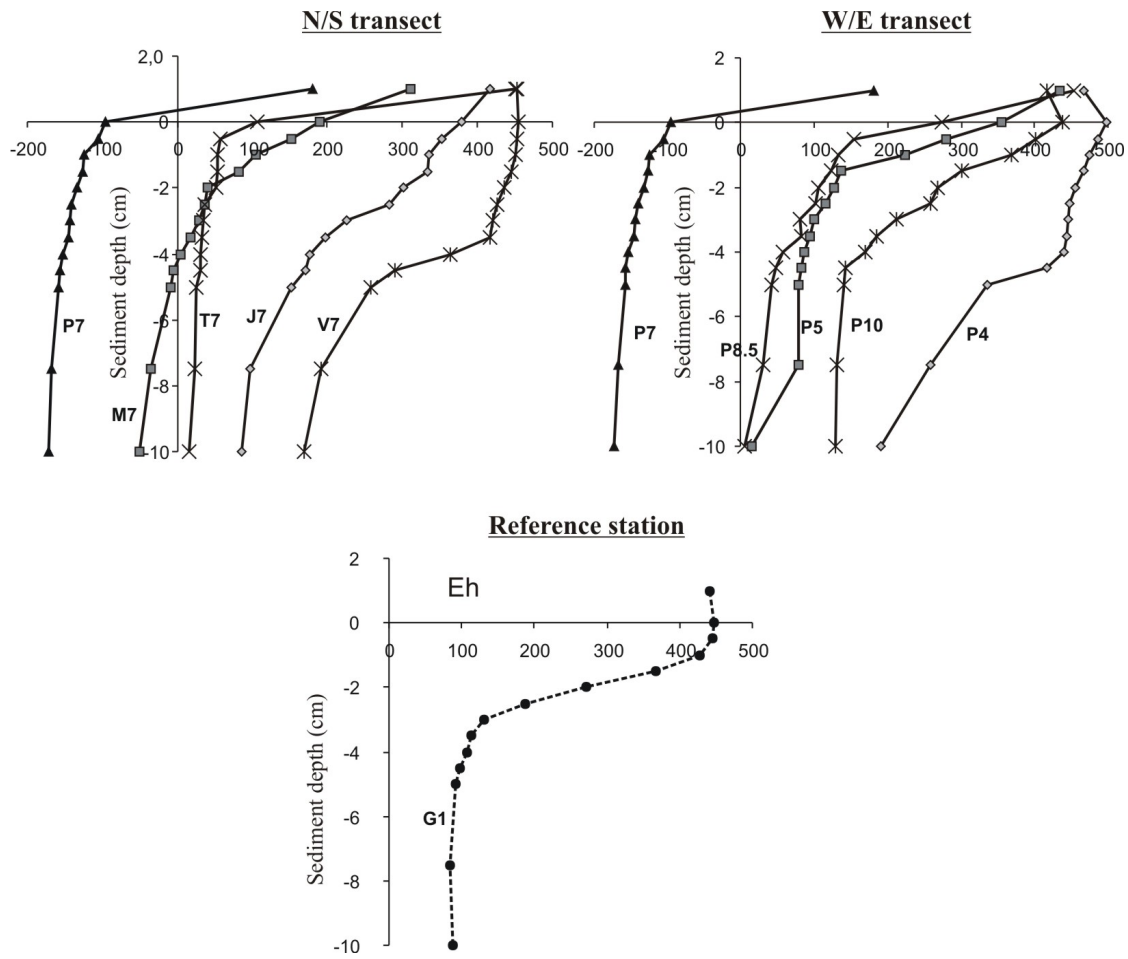 N/S transect
2,0
0
-200 -100 0 100 200 300 400 500
-2
-4
-6
-8
-10
Sediment depth (cm)
P7
M7
T7
J7
V7
W/E transect
2
0
-200 -100 0 100 200 300 400 500
-2
-4
-6
-8
-10
Sediment depth (cm)
P7
P8.5
P5
P10
P4
Reference station
2
Eh
0
0 100 200 300 400 500
-2
-4
-6
-8
-10
Sediment depth (cm)
G1